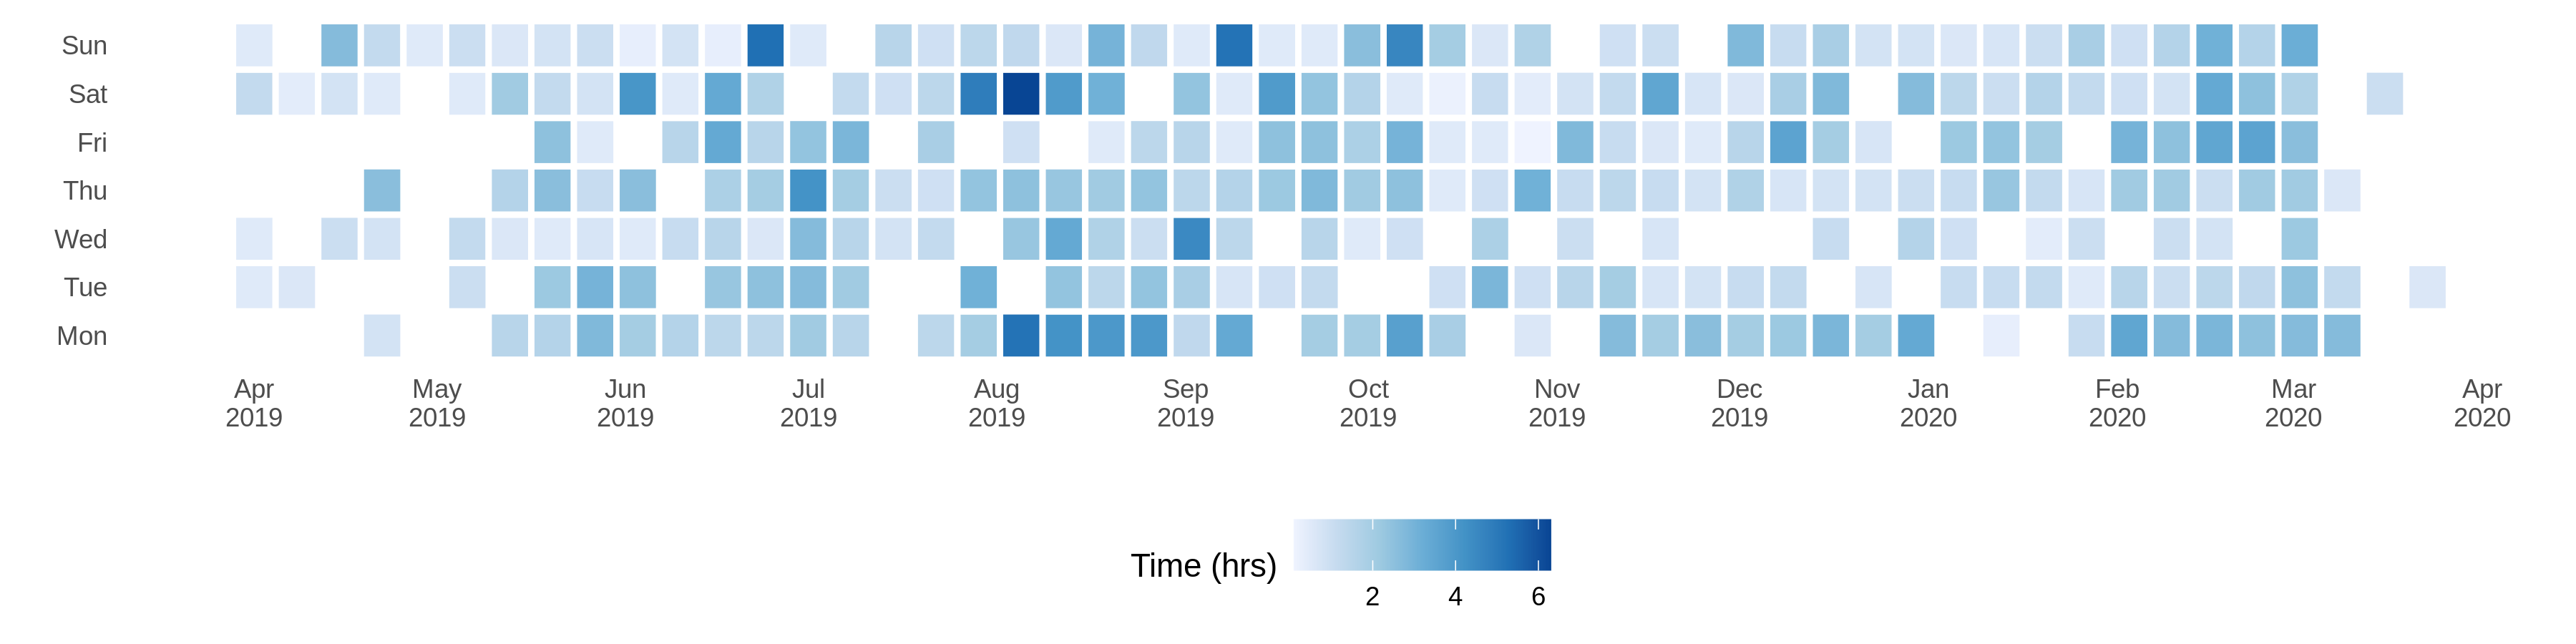 Sun
Sat
Fri
Thu
Wed
Tue
Mon
Apr May Jun Jul Aug Sep Oct Nov Dec Jan Feb Mar Apr
2019 2019 2019 2019 2019 2019 2019 2019 2019 2020 2020 2020 2020
Time (hrs)
2 4 6